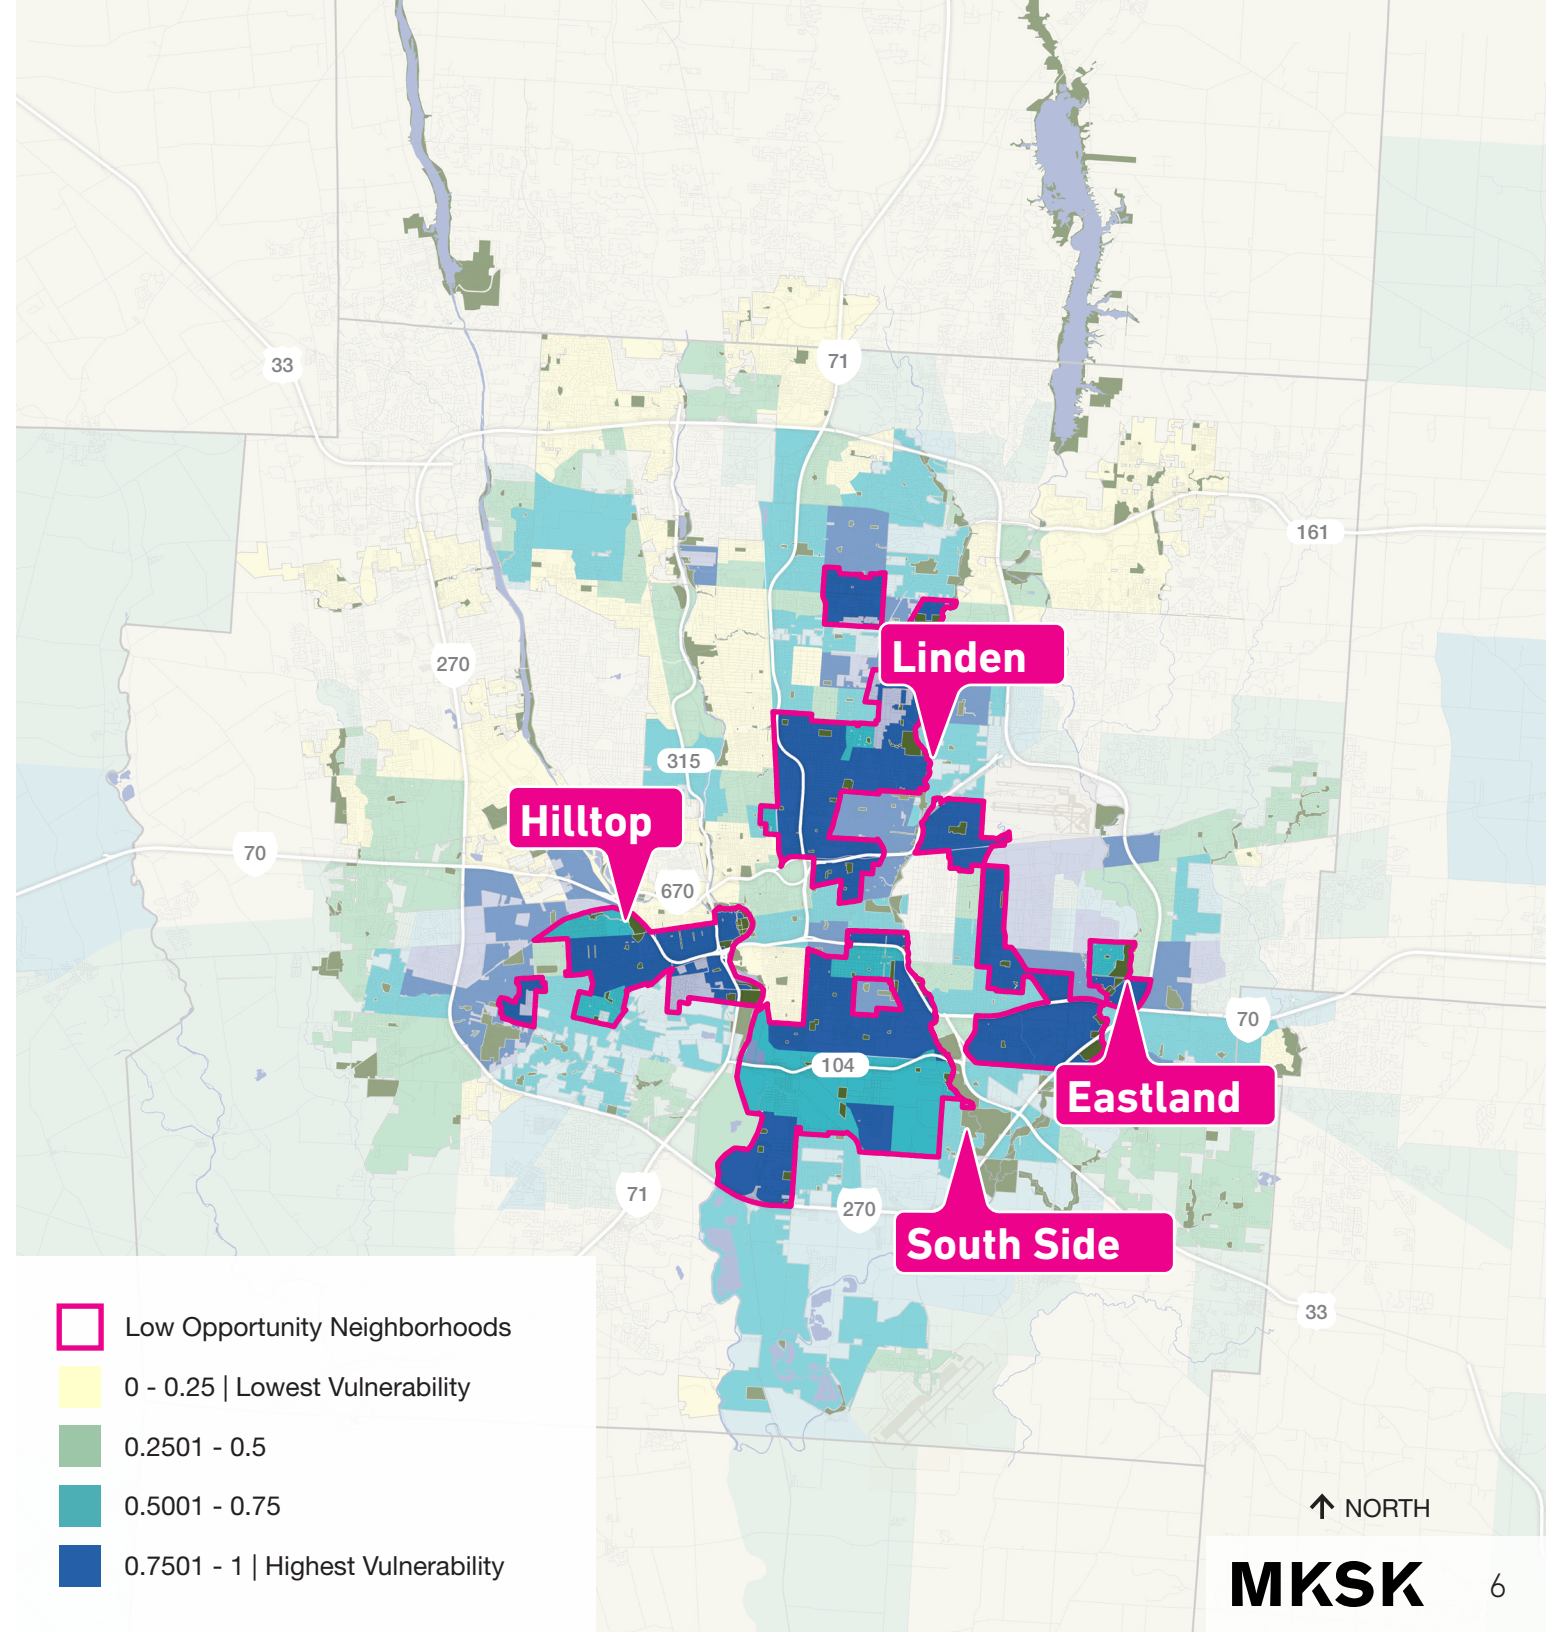 33
71
161
Linden
270
315
Hilltop
70
670
70
104
Eastland
71
270
South Side
33
Low Opportunity Neighborhoods
0 - 0.25 | Lowest Vulnerability
0.2501 - 0.5
0.5001 - 0.75
0.7501 - 1 | Highest Vulnerability
NORTH
MKSK
6